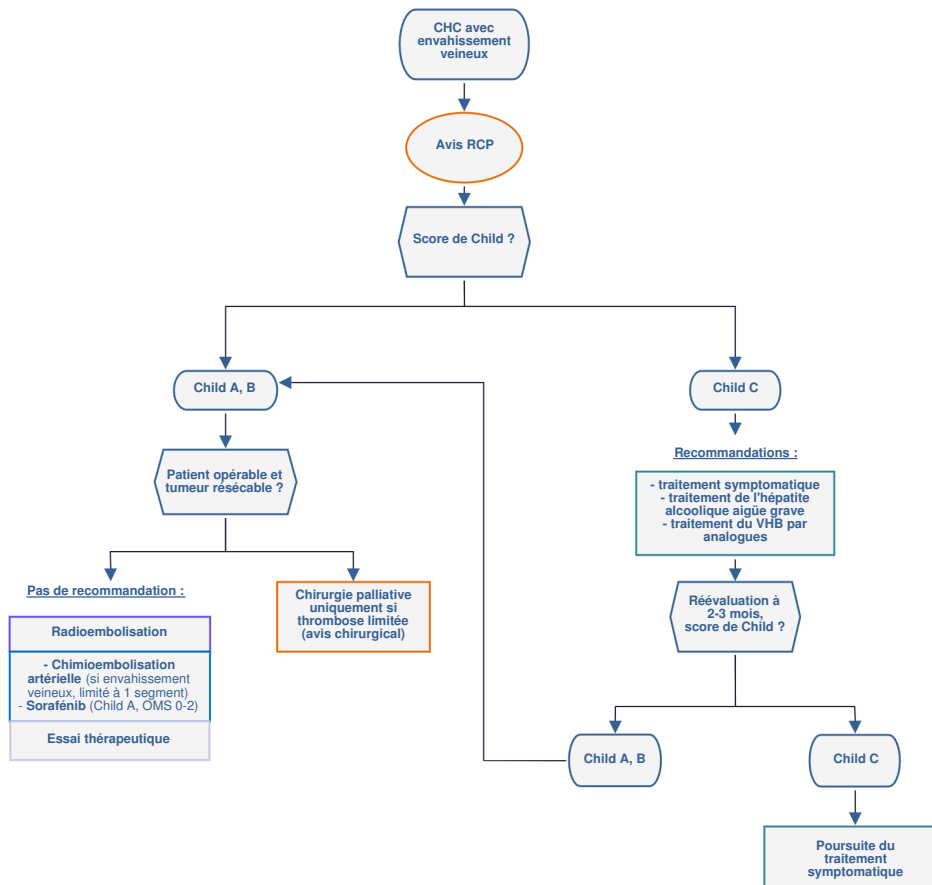 CHC avec
envahissement
veineux
Avis RCP
Score de Child ?
Child A, B
Child C
Recommandations :
Patient opérable et
tumeur résécable ?
- traitement symptomatique
- traitement de l'hépatite
alcoolique aigüe grave
- traitement du VHB par
analogues
Pas de recommandation :
Chirurgie palliative
uniquement si
thrombose limitée
(avis chirurgical)
Réévaluation à
2-3 mois,
score de Child ?
Radioembolisation
- Chimioembolisation
artérielle (si envahissement
veineux, limité à 1 segment)
- Sorafénib (Child A, OMS 0-2)
Essai thérapeutique
Child A, B
Child C
Poursuite du
traitement
symptomatique